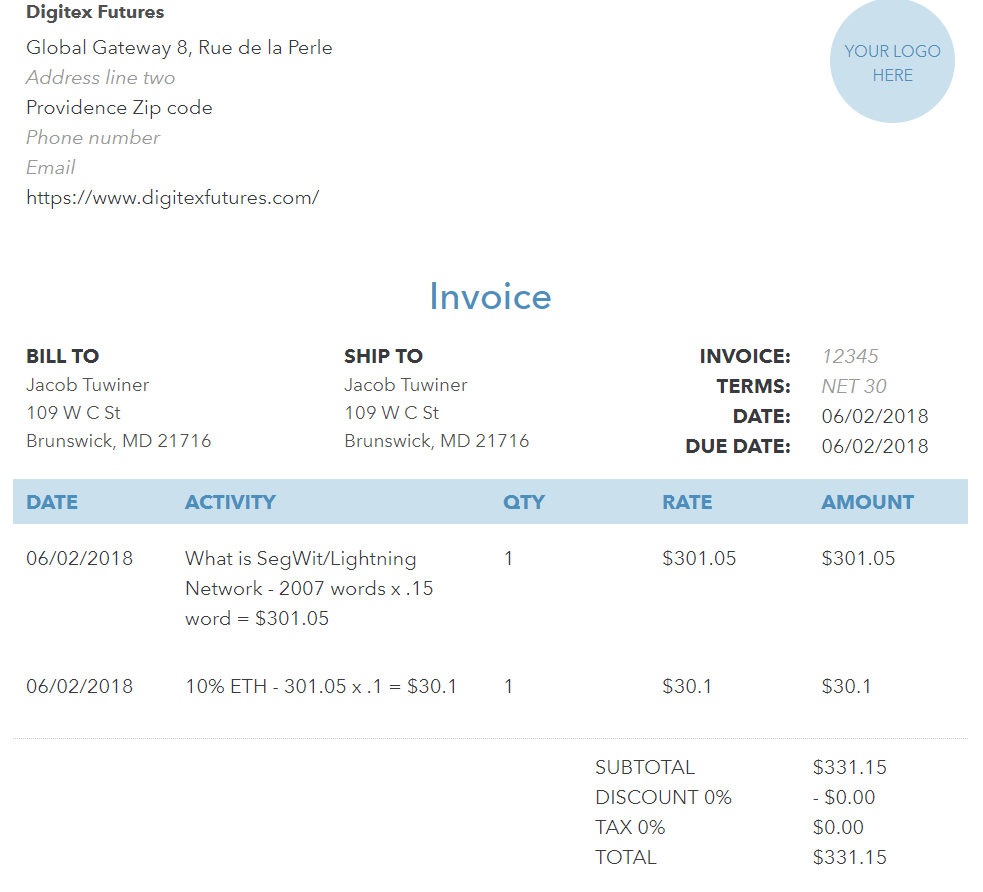 Digitex Futures
Global Gateway 8, Rue de la Perle
Address line two
Providence Zip code
Phone number
Email
https://www.digitexfutures.com/
YOUR LOGO
HERE
Invoice
BILL TO
Jacob Tuwiner
109 W C St
Brunswick, MD 21716
SHIP TO
Jacob Tuwiner
109 W C St
Brunswick, MD 21716
INVOICE: 12345
TERMS: NET 30
DATE: 06/02/2018
DUE DATE: 06/02/2018
DATE ACTIVITY QTY RATE AMOUNT
06/02/2018 What is SegWit/Lightning 1 $301.05 $301.05
Network - 2007 words x .15
word = $301.05
06/02/2018 10% ETH - 301.05 x .1 = $30.1 1 $30.1 $30.1
SUBTOTAL $331.15
DISCOUNT 0% - $0.00
TAX 0% $0.00
TOTAL $331.15